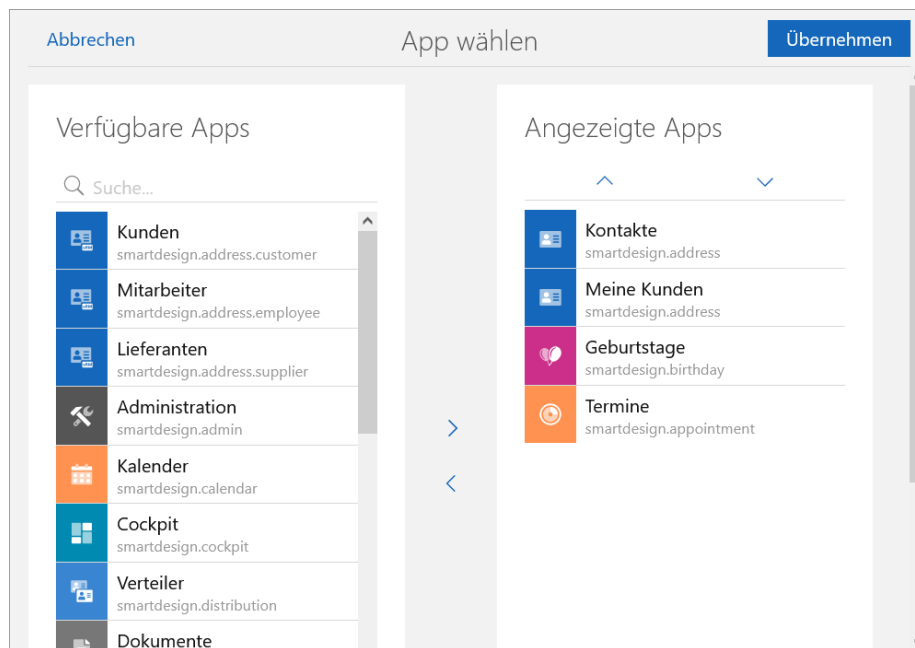 Abbrechen
App wählen
Übernehmen
Verfügbare Apps
Suche...
Kunden
smartdesign.address.customer
Mitarbeiter
smartdesign.address.employee
Lieferanten
smartdesign.address.supplier
Administration
smartdesign.admin
Kalender
smartdesign.calendar
Cockpit
smartdesign.cockpit
Verteiler
smartdesign.distribution
Dokumente
Angezeigte Apps
Kontakte
smartdesign.address
Meine Kunden
smartdesign.address
Geburtstage
smartdesign.birthday
Termine
smartdesign.appointment